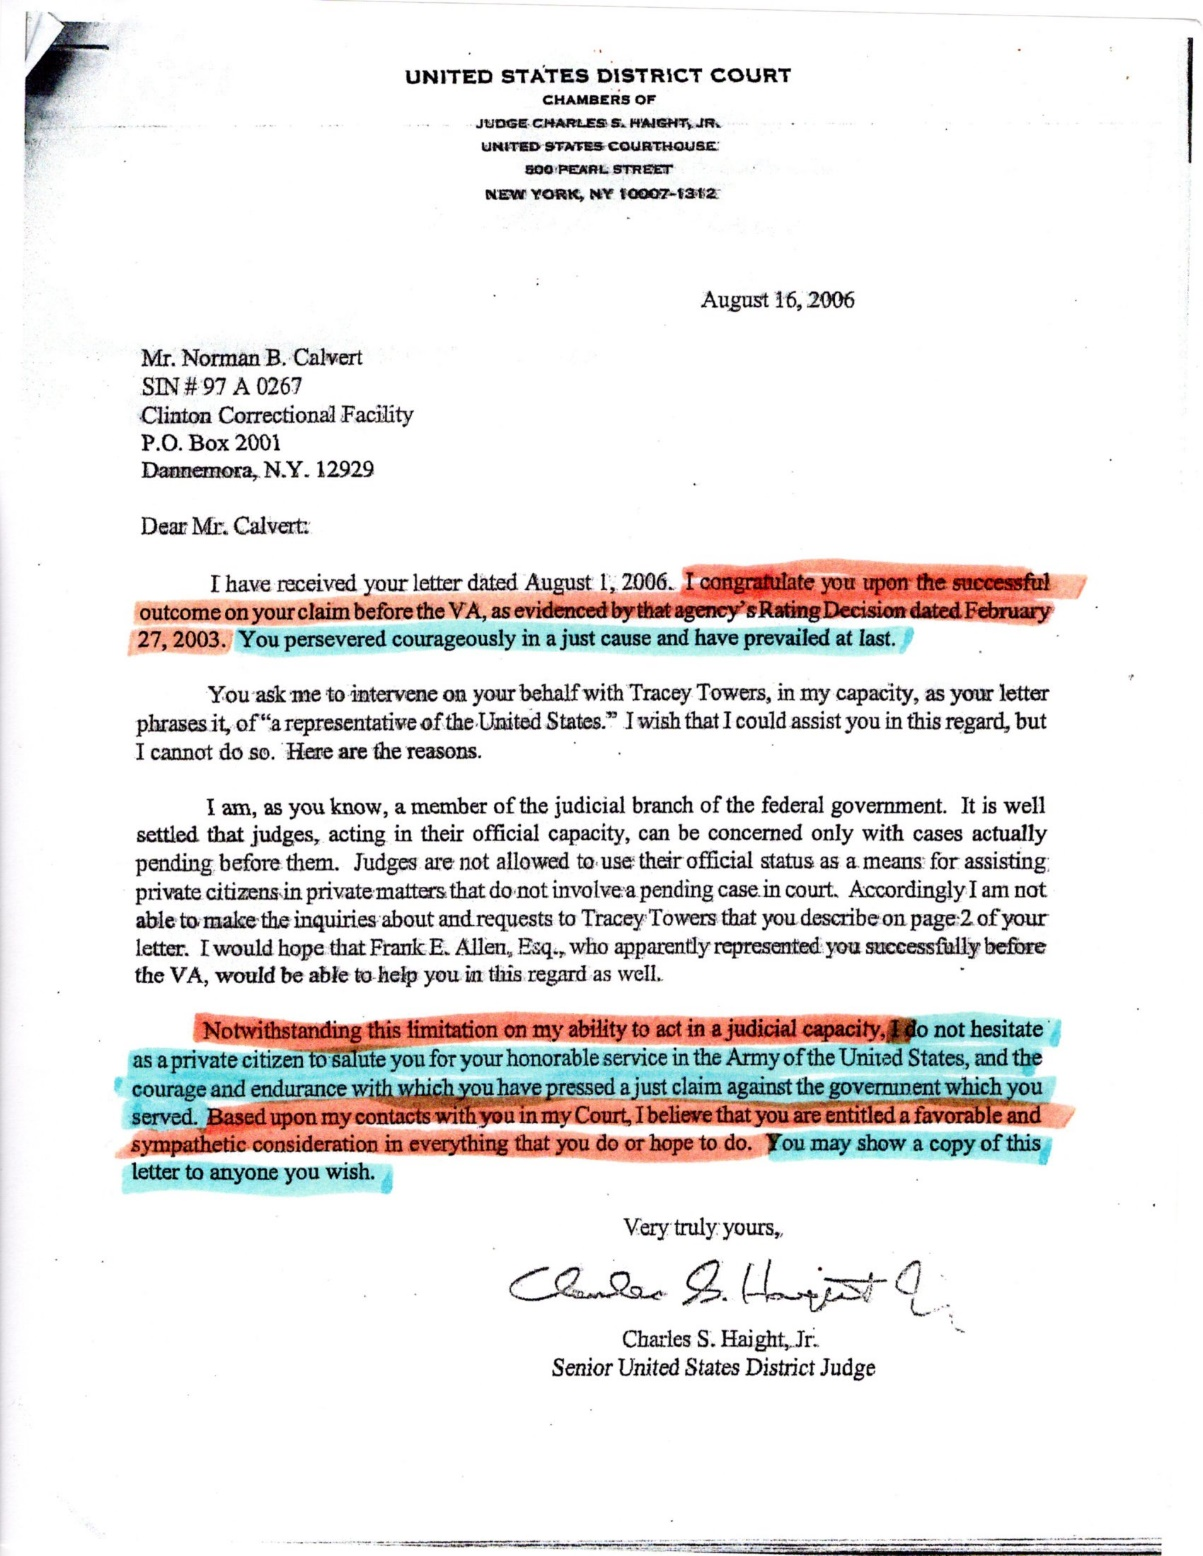 UNITED STATES DISTRICT COURT
CHAMBERS OF
JUDGE CHARLES S. HAIGHT, JR.
UNITED STATES COURTHOUSE
500 PEARL STREET
NEW YORK, NY 10007-1312
August 16, 2006
Mr. Norman B. Calvert
SIN # 97 A 0267
Clinton Correctional Facility
P.O. Box 2001
Dannemora, N.Y. 12929
Dear Mr. Calvert:
I have received your letter dated August 1, 2006. I congratulate you upon the successful
outcome on your claim before the VA, as evidenced by that agency's Rating Decision dated February
27, 2003. You persevered courageously in a just cause and have prevailed at last.
You ask me to intervene on your behalf with Tracey Towers, in my capacity, as your letter
phrases it, of "a representative of the United States." I wish that I could assist you in this regard, but
I cannot do so. Here are the reasons.
I am, as you know, a member of the judicial branch of the federal government. It is well
settled that judges, acting in their official capacity, can be concerned only with cases actually
pending before them. Judges are not allowed to use their official status as a means for assisting
private citizens in private matters that do not involve a pending case in court. Accordingly I am not
able to make the inquiries about and requests to Tracey Towers that you describe on page 2 of your
letter. I would hope that Frank E. Allen, Esq., who apparently represented you successfully before
the VA, would be able to help you in this regard as well.
Notwithstanding this limitation on my ability to act in a judicial capacity, I do not hesitate
as a private citizen to salute you for your honorable service in the Army of the United States, and the
courage and endurance with which you have pressed a just claim against the government which you
served. Based upon my contacts with you in my Court, I believe that you are entitled a favorable and
sympathetic consideration in everything that you do or hope to do. You may show a copy of this
letter to anyone you wish.
Very truly yours,
Charles S. Haight Jr.
Charles S. Haight, Jr.
Senior United States District Judge